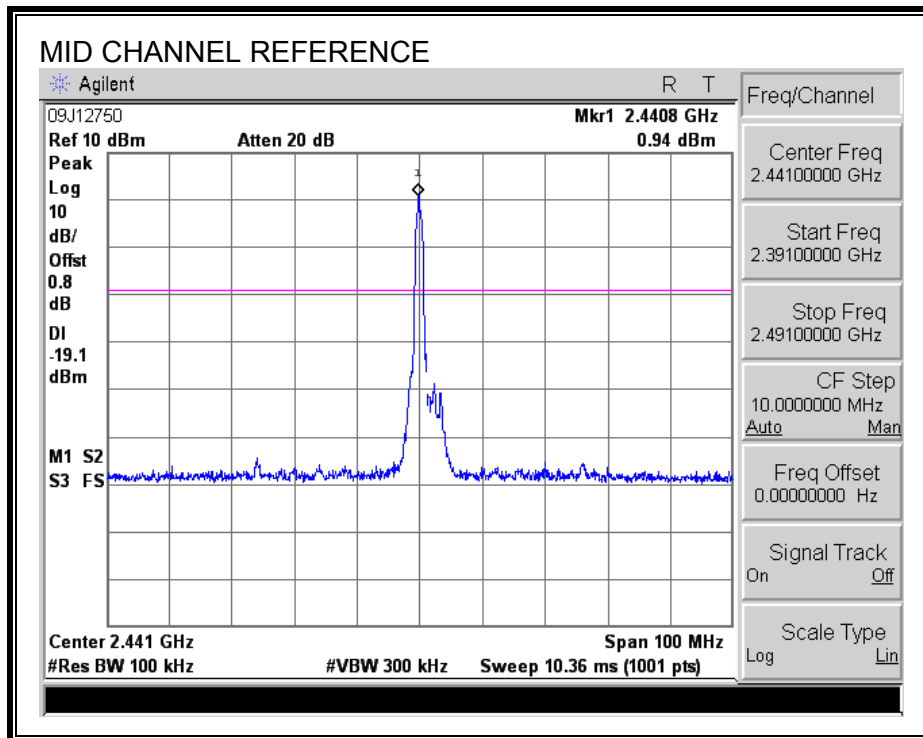 MID CHANNEL REFERENCE
Agilent R T
09J12750 Mkr1 2.4408 GHz
Ref 10 dBm Atten 20 dB 0.94 dBm
Peak
Log
10
dB/
Offst
0.8
dB
DI
-19.1
dBm
M1 S2
S3 FS
1
Center 2.441 GHz Span 100 MHz
#Res BW 100 kHz #VBW 300 kHz Sweep 10.36 ms (1001 pts)
Freq/Channel
Center Freq
2.44100000 GHz
Start Freq
2.39100000 GHz
Stop Freq
2.49100000 GHz
CF Step
10.0000000 MHz
Auto Man
Freq Offset
0.00000000 Hz
Signal Track
On Off
Scale Type
Log Lin